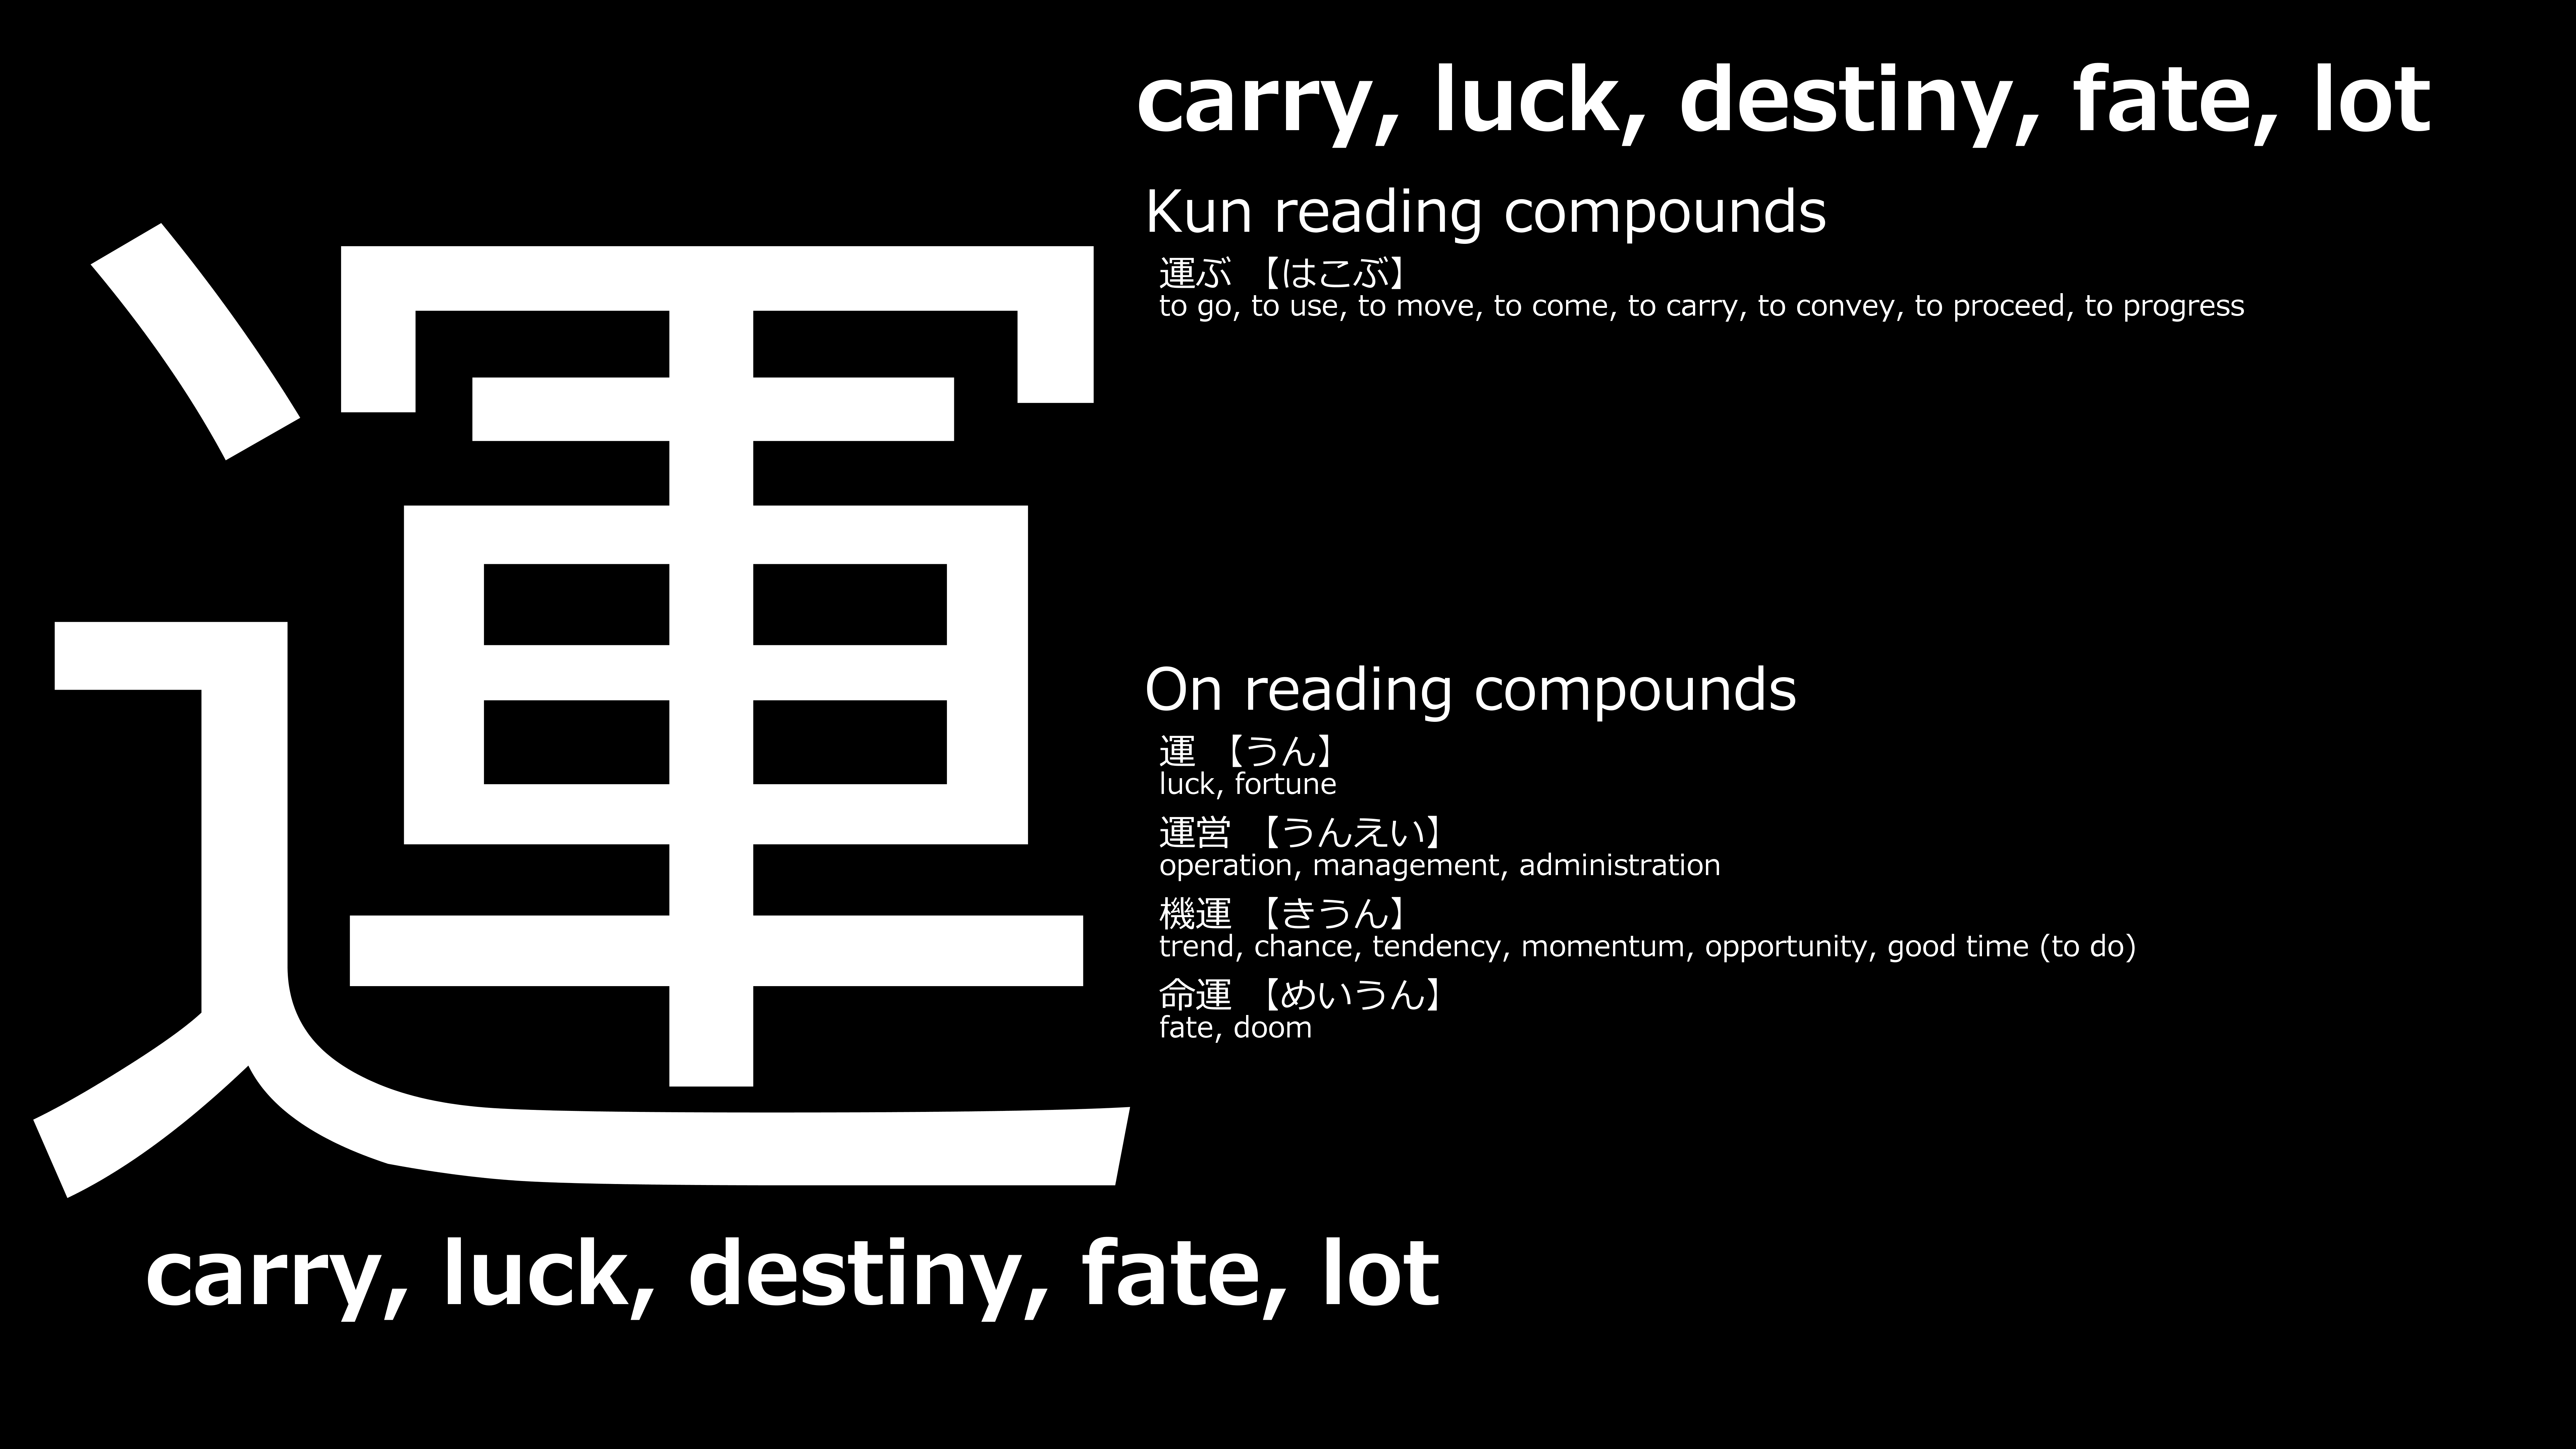 運
carry, luck, destiny, fate, lot
carry, luck, destiny, fate, lot
Kun reading compounds
運ぶ 【はこぶ】
to go, to use, to move, to come, to carry, to convey, to proceed, to progress
On reading compounds
運 【うん】
luck, fortune
運営 【うんえい】
operation, management, administration
機運 【きうん】
trend, chance, tendency, momentum, opportunity, good time (to do)
命運 【めいうん】
fate, doom